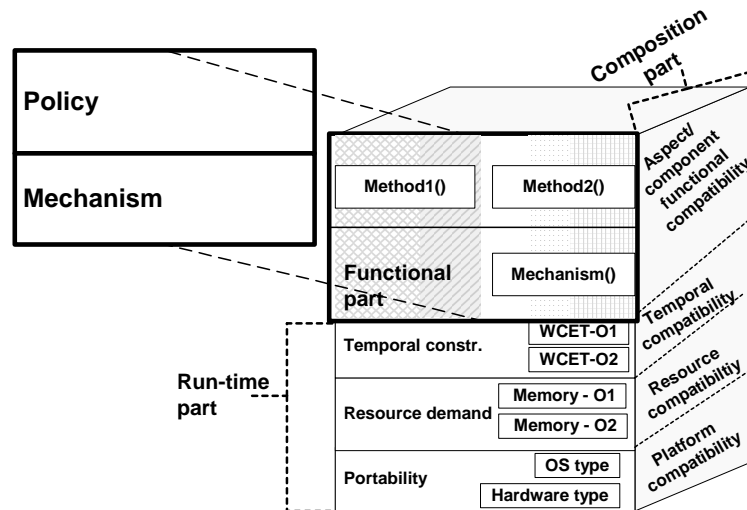 Policy
Mechanism
Composition
part
Method1()
Method2()
Functional
part
Mechanism()
Aspect/
component
functional
compatibility
Run-time
part
Temporal constr.
WCET-O1
WCET-O2
Temporal
compatibility
Resource demand
Memory - O1
Memory - O2
Resource
compatibiltiy
Portability
OS type
Hardware type
Platform
compatibility